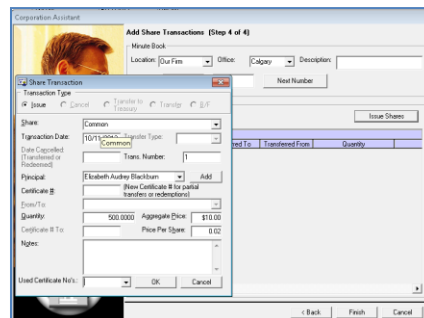 Corporation Assistant
Add Share Transactions (Step 4 of 4)
Minute Book
Location: Our Firm Office: Calgary Description:
Next Number
Issue Shares
Transferred From Quantity
Share Transaction
Transaction Type
Issue Cancel Transfer to Treasury Transfer B/F
Share: Common
Transaction Date: Transfer Type:
Common
Date Cancelled: (Transferred or Redeemed) Trans. Number: 1
Principal: Elizabeth Audrey Blackburn Add
Certificate #: (New Certificate # for partial transfers or redemptions)
From/To:
Quantity: 500.0000 Aggregate Price: $10.00
Certificate # To: Price Per Share: 0.02
Notes:
Used Certificate No's.: OK Cancel
< Back Finish Cancel